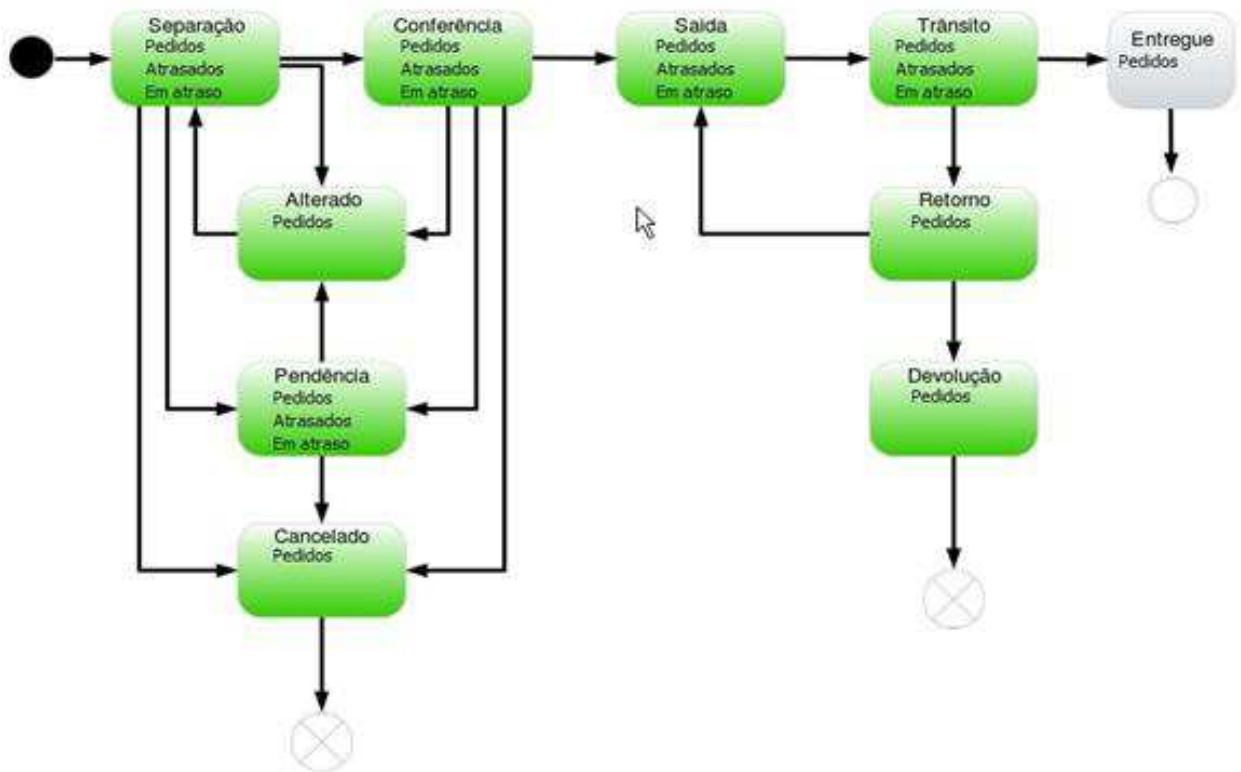 Separação
Pedidos
Atrasados
Em atraso
Conferência
Pedidos
Atrasados
Em atraso
Saída
Pedidos
Atrasados
Em atraso
Trânsito
Pedidos
Atrasados
Em atraso
Entregue
Pedidos
Alterado
Pedidos
Retorno
Pedidos
Pendência
Pedidos
Atrasados
Em atraso
Devolução
Pedidos
Cancelado
Pedidos